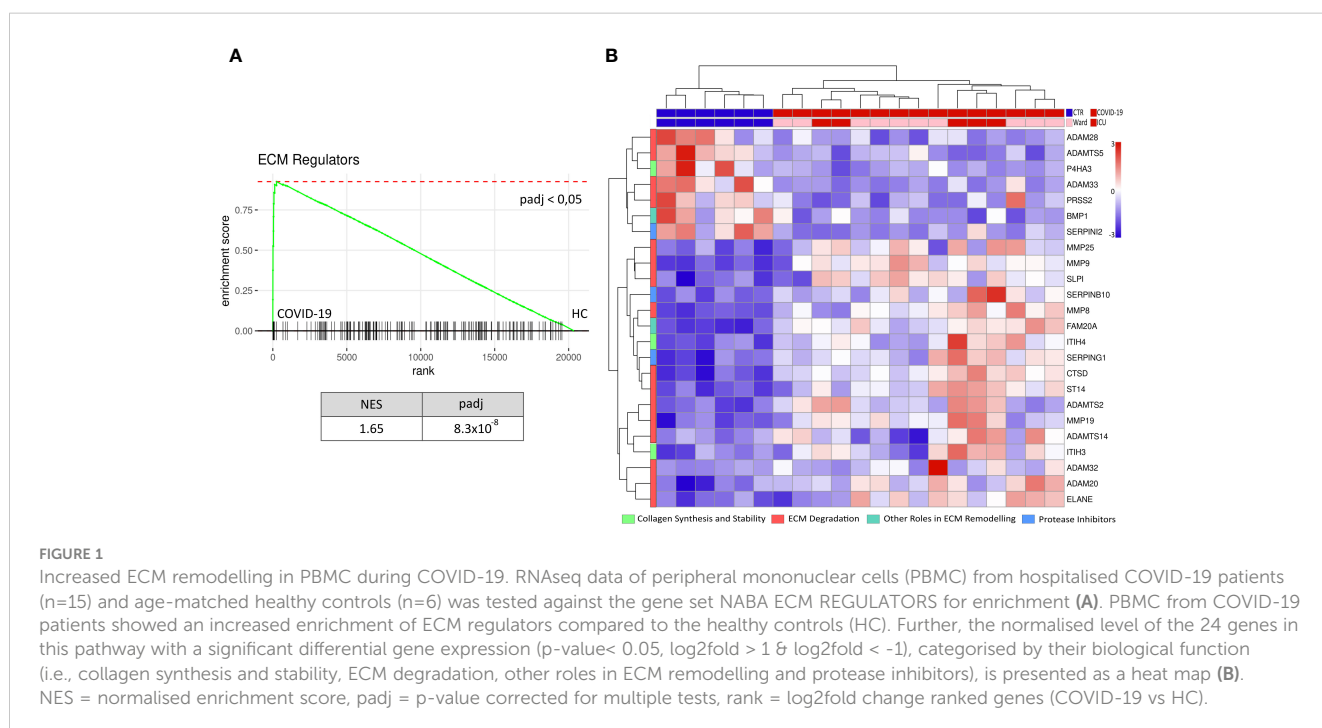 A
ECM Regulators
padj < 0,05
enrichment score
0.75
0.50
0.25
0.00
COVID-19
HC
0
5000
10000
15000
20000
rank
NES padj
1.65 8.3x10⁻⁸
B
CTR COVID-19
Ward ICU
3
0
-3
ADAM28
ADAMTS5
P4HA3
ADAM33
PRSS2
BMP1
SERPINI2
MMP25
MMP9
SLPI
SERPINB10
MMP8
FAM20A
ITIH4
SERPING1
CTSD
ST14
ADAMTS2
MMP19
ADAMTS14
ITIH3
ADAM32
ADAM20
ELANE
Collagen Synthesis and Stability ECM Degradation Other Roles in ECM Remodelling Protease Inhibitors
FIGURE 1
Increased ECM remodelling in PBMC during COVID-19. RNAseq data of peripheral mononuclear cells (PBMC) from hospitalised COVID-19 patients
(n=15) and age-matched healthy controls (n=6) was tested against the gene set NABA ECM REGULATORS for enrichment (A). PBMC from COVID-19
patients showed an increased enrichment of ECM regulators compared to the healthy controls (HC). Further, the normalised level of the 24 genes in
this pathway with a significant differential gene expression (p-value< 0.05, log2fold > 1 & log2fold < -1), categorised by their biological function
(i.e., collagen synthesis and stability, ECM degradation, other roles in ECM remodelling and protease inhibitors), is presented as a heat map (B).
NES = normalised enrichment score, padj = p-value corrected for multiple tests, rank = log2fold change ranked genes (COVID-19 vs HC).